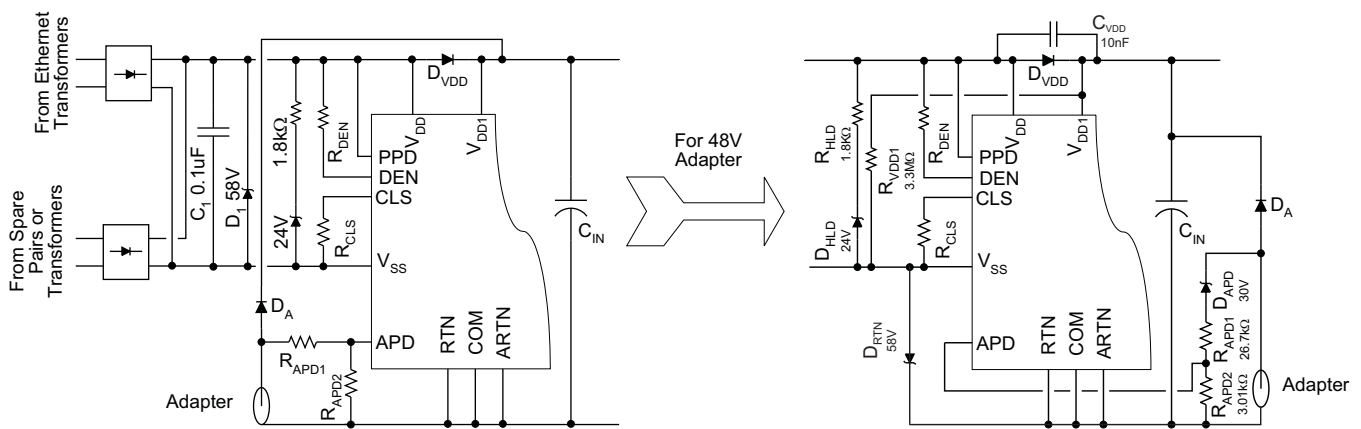 From Ethernet
Transformers
From Spare
Pairs or
Transformers
C1 0.1uF
D1 58V
1.8kΩ
24V
RDEN
RCLS
DVDD
VDD
VDD1
PPD
DEN
CLS
VSS
APD
RTN
COM
ARTN
CIN
DA
RAPD1
RAPD2
Adapter
For 48V
Adapter
CVDD
10nF
DVDD
RHLD
1.8KΩ
RVDD1
3.3MΩ
RDEN
VDD
VDD1
PPD
DEN
CLS
DHLD
24V
RCLS
VSS
DRTN
58V
APD
RTN
COM
ARTN
CIN
DA
DAPD
30V
RAPD1
26.7kΩ
RAPD2
3.01kΩ
Adapter